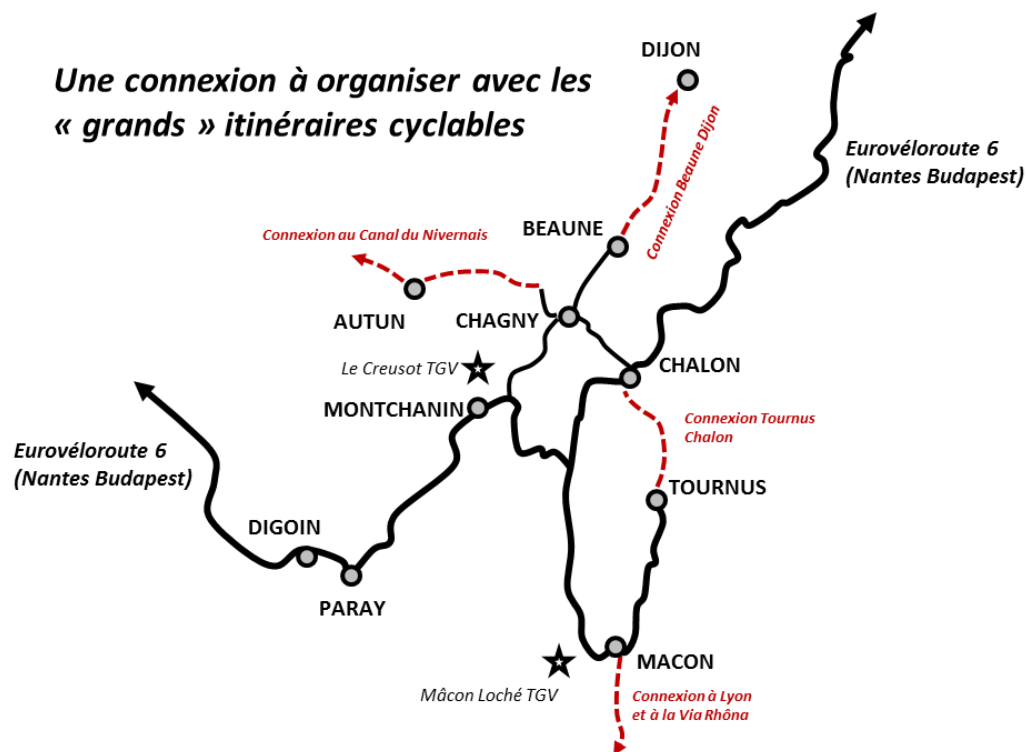 Une connexion à organiser avec les
« grands » itinéraires cyclables
DIJON
Connexion Beaune Dijon
Eurovéloroute 6
(Nantes Budapest)
BEAUNE
Connexion au Canal du Nivernais
AUTUN
CHAGNY
Le Creusot TGV
CHALON
MONTCHANIN
Connexion Tournus
Chalon
Eurovéloroute 6
(Nantes Budapest)
TOURNUS
DIGOIN
PARAY
MACON
Mâcon Loché TGV
Connexion à Lyon
et à la Via Rhôna